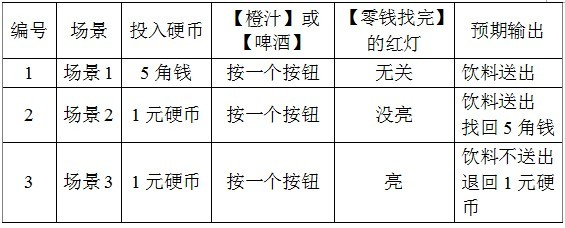 编号 场景 投入硬币 【橙汁】或【啤酒】 【零钱找完】的红灯 预期输出
1 场景1 5角钱 按一个按钮 无关 饮料送出
2 场景2 1元硬币 按一个按钮 没亮 饮料送出 找回5角钱
3 场景3 1元硬币 按一个按钮 亮 饮料不送出 退回1元硬币